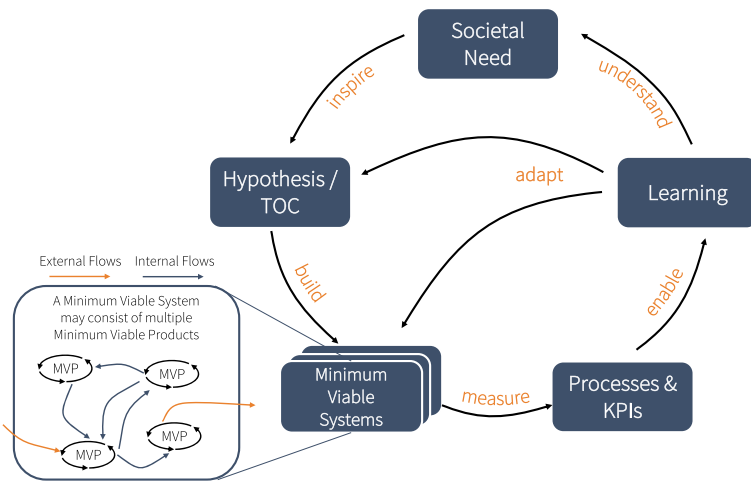 Societal
Need
inspire
understand
Hypothesis /
TOC
adapt
Learning
build
enable
External Flows
Internal Flows
A Minimum Viable System
may consist of multiple
Minimum Viable Products
MVP
MVP
MVP
MVP
Minimum
Viable
Systems
measure
Processes &
KPIs